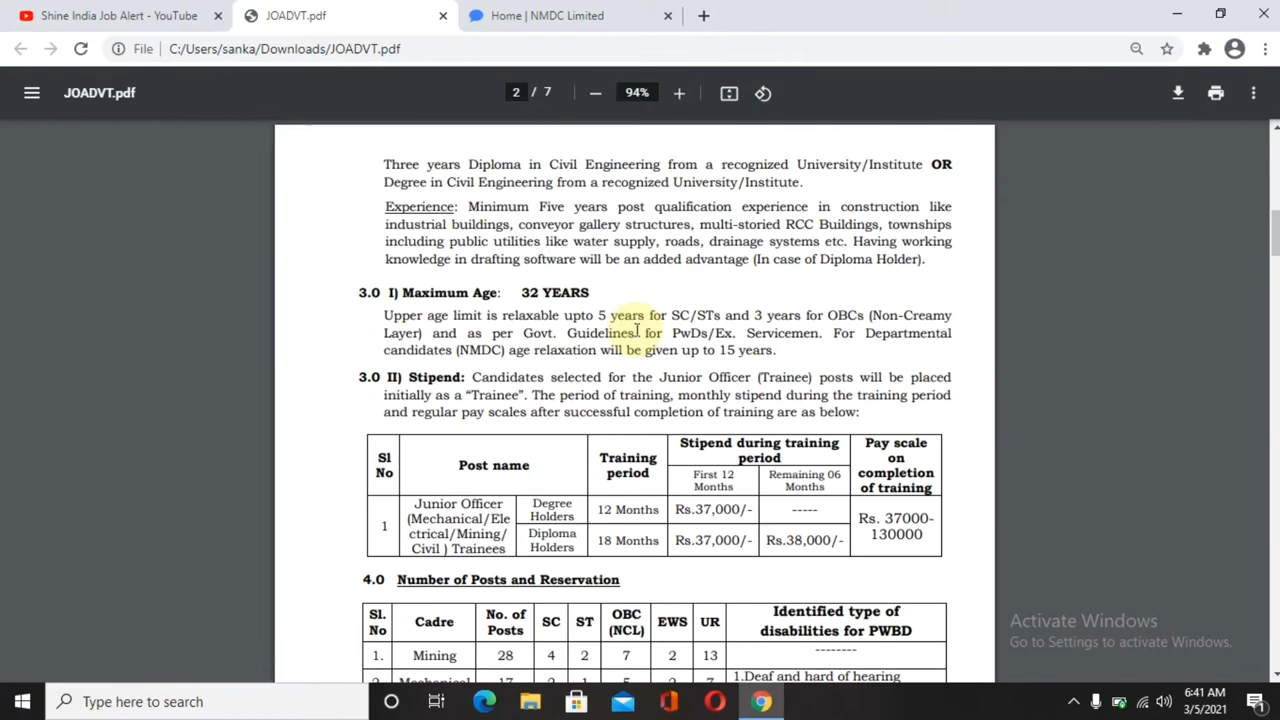 Shine India Job Alert - YouTube
JOADVT.pdf
Home | NMDC Limited
File
C:/Users/sanka/Downloads/JOADVT.pdf
JOADVT.pdf
2 / 7
94%
Three years Diploma in Civil Engineering from a recognized University/Institute OR
Degree in Civil Engineering from a recognized University/Institute.
Experience: Minimum Five years post qualification experience in construction like
industrial buildings, conveyor gallery structures, multi-storied RCC Buildings, townships
including public utilities like water supply, roads, drainage systems etc. Having working
knowledge in drafting software will be an added advantage (In case of Diploma Holder).
3.0 I) Maximum Age: 32 YEARS
Upper age limit is relaxable upto 5 years for SC/STs and 3 years for OBCs (Non-Creamy
Layer) and as per Govt. Guidelines for PwDs/Ex. Servicemen. For Departmental
candidates (NMDC) age relaxation will be given up to 15 years.
3.0 II) Stipend: Candidates selected for the Junior Officer (Trainee) posts will be placed
initially as a “Trainee”. The period of training, monthly stipend during the training period
and regular pay scales after successful completion of training are as below:
Sl No
Post name
Training period
Stipend during training period
First 12 Months
Remaining 06 Months
Pay scale on completion of training
1
Junior Officer (Mechanical/Ele ctrical/Mining/ Civil ) Trainees
Degree Holders
12 Months
Rs.37,000/-
-----
Diploma Holders
18 Months
Rs.37,000/-
Rs.38,000/-
Rs. 37000-130000
4.0 Number of Posts and Reservation
Sl. No
Cadre
No. of Posts
SC
ST
OBC (NCL)
EWS
UR
Identified type of disabilities for PWBD
1. Mining 28 4 2 7 2 13 --------
1.Deaf and hard of hearing
Activate Windows
Go to Settings to activate Windows.
Type here to search
6:41 AM
3/5/2021
1